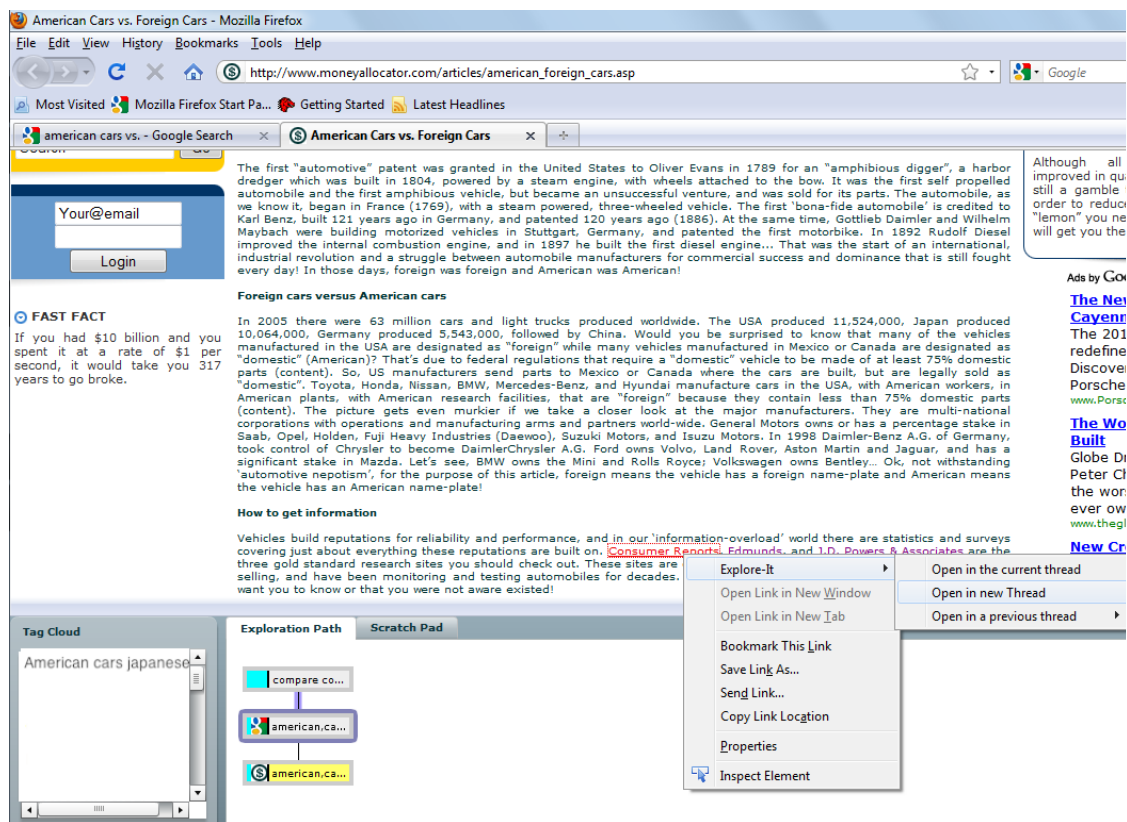 American Cars vs. Foreign Cars - Mozilla Firefox
File Edit View History Bookmarks Tools Help
http://www.moneyallocator.com/articles/american_foreign_cars.asp
Google
Most Visited Mozilla Firefox Start Pa... Getting Started Latest Headlines
american cars vs. - Google Search
American Cars vs. Foreign Cars
Your@email
Login
FAST FACT
If you had $10 billion and you
spent it at a rate of $1 per
second, it would take you 317
years to go broke.
The first “automotive” patent was granted in the United States to Oliver Evans in 1789 for an “amphibious digger”, a harbor
dredger which was built in 1804, powered by a steam engine, with wheels attached to the bow. It was the first self propelled
automobile and the first amphibious vehicle, but became an unsuccessful venture, and was sold for its parts. The automobile, as
we know it, began in France (1769), with a steam powered, three-wheeled vehicle. The first ‘bona-fide automobile’ is credited to
Karl Benz, built 121 years ago in Germany, and patented 120 years ago (1886). At the same time, Gottlieb Daimler and Wilhelm
Maybach were building motorized vehicles in Stuttgart, Germany, and patented the first motorbike. In 1892 Rudolf Diesel
improved the internal combustion engine, and in 1897 he built the first diesel engine... That was the start of an international,
industrial revolution and a struggle between automobile manufacturers for commercial success and dominance that is still fought
every day! In those days, foreign was foreign and American was American!
Foreign cars versus American cars
In 2005 there were 63 million cars and light trucks produced worldwide. The USA produced 11,524,000, Japan produced
10,064,000, Germany produced 5,543,000, followed by China. Would you be surprised to know that many of the vehicles
manufactured in the USA are designated as “foreign” while many vehicles manufactured in Mexico or Canada are designated as
“domestic” (American)? That’s due to federal regulations that require a “domestic” vehicle to be made of at least 75% domestic
parts (content). So, US manufacturers send parts to Mexico or Canada where the cars are built, but are legally sold as
“domestic”. Toyota, Honda, Nissan, BMW, Mercedes-Benz, and Hyundai manufacture cars in the USA, with American workers, in
American plants, with American research facilities, that are “foreign” because they contain less than 75% domestic parts
(content). The picture gets even murkier if we take a closer look at the major manufacturers. They are multi-national
corporations with operations and manufacturing arms and partners world-wide. General Motors owns or has a percentage stake in
Saab, Opel, Holden, Fuji Heavy Industries (Daewoo), Suzuki Motors, and Isuzu Motors. In 1998 Daimler-Benz A.G. of Germany,
took control of Chrysler to become DaimlerChrysler A.G. Ford owns Volvo, Land Rover, Aston Martin and Jaguar, and has a
significant stake in Mazda. Let’s see, BMW owns the Mini and Rolls Royce; Volkswagen owns Bentley… Ok, not withstanding
‘automotive nepotism’, for the purpose of this article, foreign means the vehicle has a foreign name-plate and American means
the vehicle has an American name-plate!
How to get information
Vehicles build reputations for reliability and performance, and in our ‘information-overload’ world there are statistics and surveys
covering just about everything these reputations are built on. Consumer Reports, Edmunds, and J.D. Powers & Associates are the
three gold standard research sites you should check out. These sites are
selling, and have been monitoring and testing automobiles for decades.
want you to know or that you were not aware existed!
Although all
improved in qua
still a gamble
order to reduce
“lemon” you ne
will get you the
Ads by Goo
The New
Cayenn
The 201
redefine
Discover
Porsche
www.Porsc
The Wo
Built
Globe Dr
Peter Ch
the wors
ever ow
www.thegl
New Cro
Explore-It
Open Link in New Window
Open Link in New Tab
Bookmark This Link
Save Link As...
Send Link...
Copy Link Location
Properties
Inspect Element
Open in the current thread
Open in new Thread
Open in a previous thread
Tag Cloud
American cars japanese
Exploration Path
Scratch Pad
compare co...
american,ca...
american,ca...